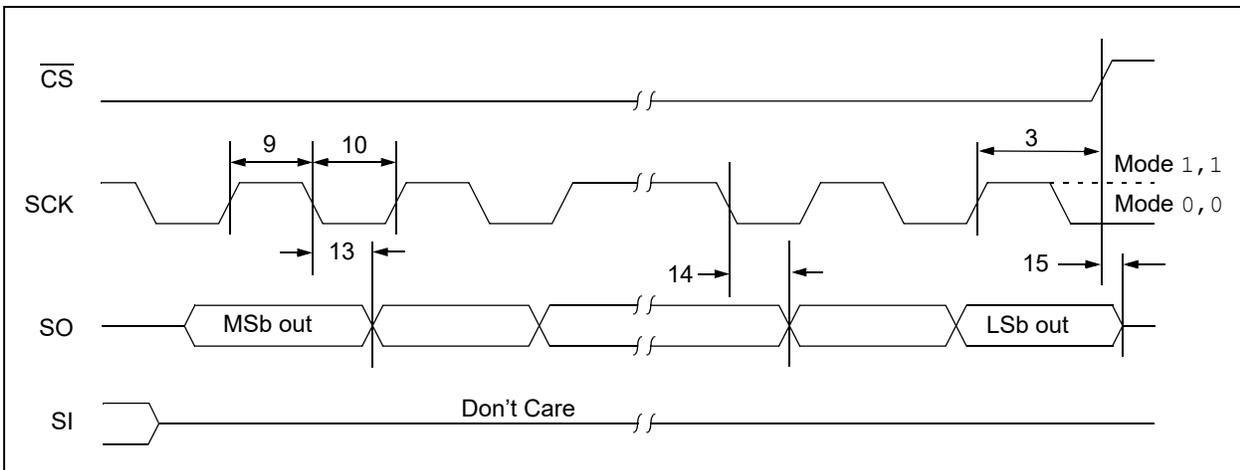 CS
9
10
3
Mode 1,1
SCK
Mode 0,0
13
14
15
SO
MSb out
LSb out
SI
Don't Care